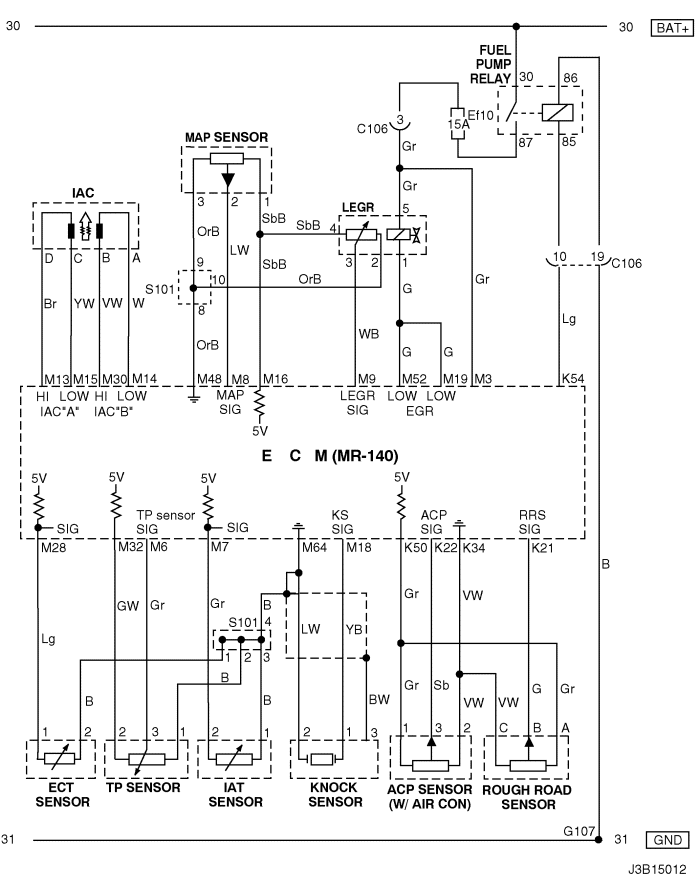 30 30 BAT+
FUEL
PUMP
RELAY 30 86
Ef10
15A
3
C106
87 85
Gr
MAP SENSOR
Gr
IAC
3 2 1
LEGR 5
SbB SbB 4
OrB
LW
D C B A
3 2 1
9 SbB
10 19 C106
S101 10 OrB Gr
8
G
Br YW VW W
WB Lg
OrB G G
M13 M15 M30 M14 M48 M8 M16 M9 M52 M19 M3 K54
HI LOW HI LOW MAP LEGR LOW LOW
IAC"A" IAC"B" SIG SIG EGR
5V
E C M (MR-140)
5V 5V 5V 5V
TP sensor KS ACP RRS
SIG SIG SIG SIG SIG SIG
M28 M32 M6 M7 M64 M18 K50 K22 K34 K21
B
GW Gr Gr B Gr VW
S101 4
LW YB
Lg
1 2 3
B
B B BW Gr Sb VW VW G Gr
1 2 2 3 1 2 1 2 1 3 1 3 2 C B A
ECT
SENSOR
TP SENSOR
IAT
SENSOR
KNOCK
SENSOR
ACP SENSOR
(W/ AIR CON)
ROUGH ROAD
SENSOR
G107
31 31 GND
J3B15012